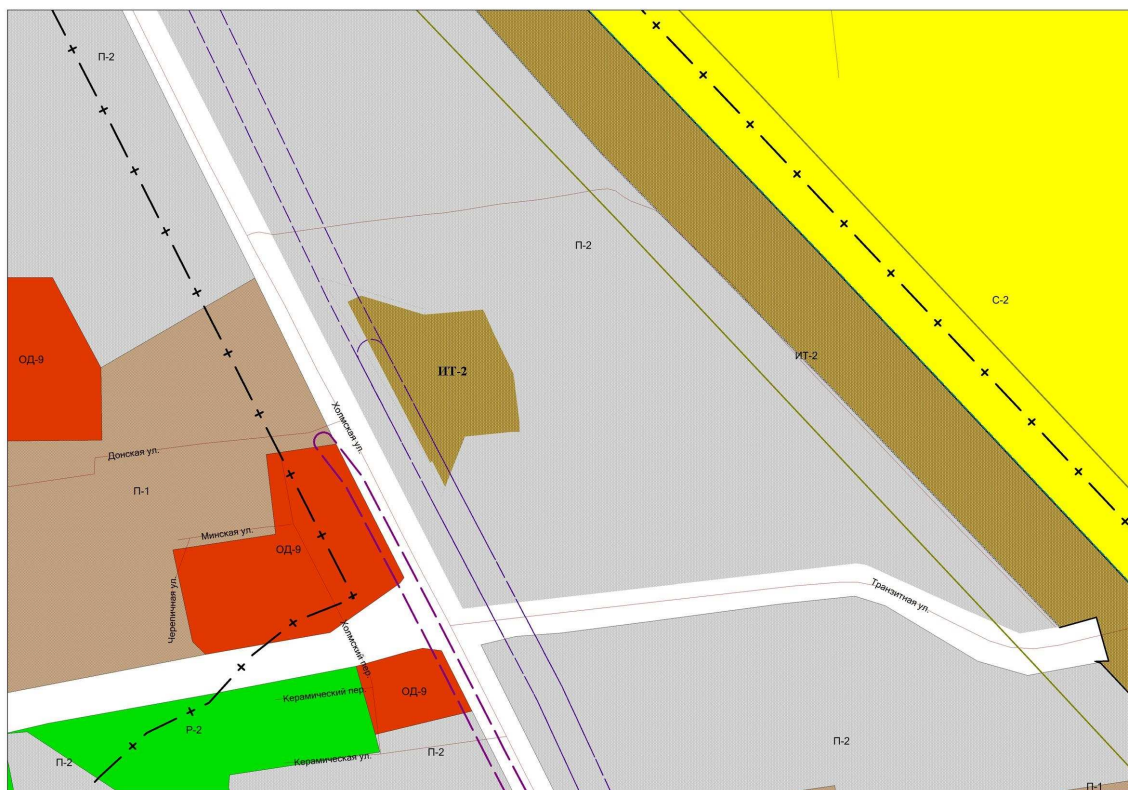 П-2
П-2
С-2
ОД-9
ИТ-2
ИТ-2
Холмская ул.
Донская ул.
П-1
Минская ул.
ОД-9
Черепичная ул.
Транзитная ул.
Холмский пер.
Керамический пер.
ОД-9
Р-2
П-2
П-2
П-2
Керамическая ул.
П-1